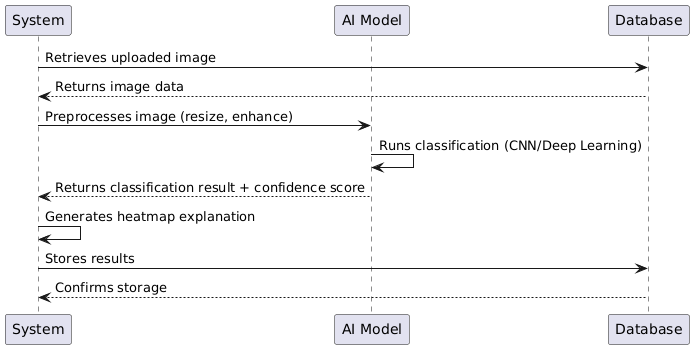 System
AI Model
Database
Retrieves uploaded image
Returns image data
Preprocesses image (resize, enhance)
Runs classification (CNN/Deep Learning)
Returns classification result + confidence score
Generates heatmap explanation
Stores results
Confirms storage
System
AI Model
Database